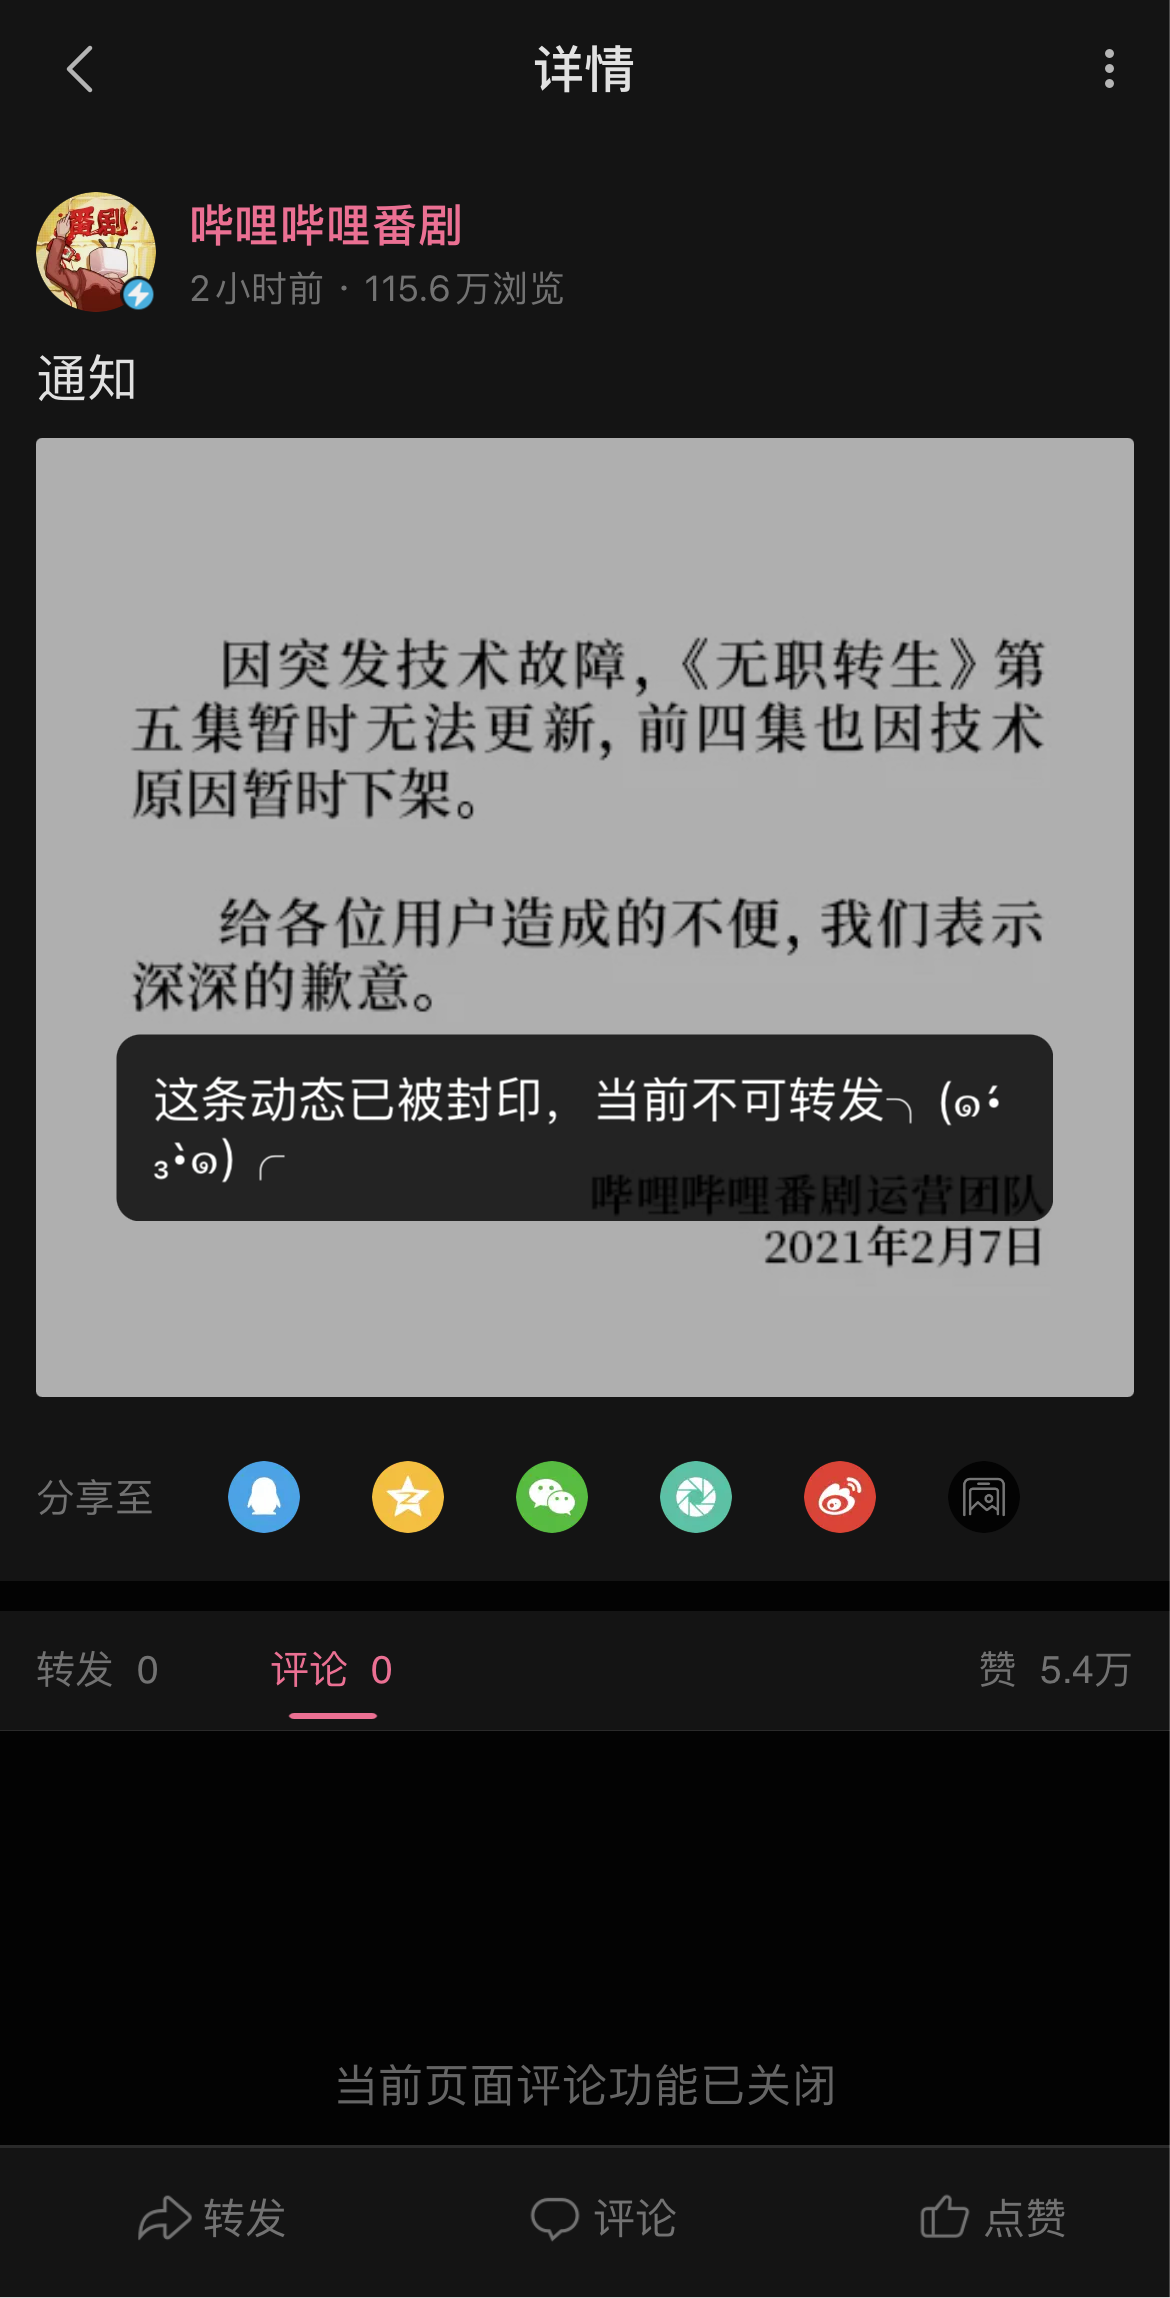 详情
番剧
哔哩哔哩番剧
2小时前 · 115.6万浏览
通知
因突发技术故障，《无职转生》第
五集暂时无法更新，前四集也因技术
原因暂时下架。
给各位用户造成的不便，我们表示
深深的歉意。
这条动态已被封印，当前不可转发╮(๑•́
₃•̀๑)╭
哔哩哔哩番剧运营团队
2021年2月7日
分享至
转发 0
评论 0
赞 5.4万
当前页面评论功能已关闭
转发
评论
点赞